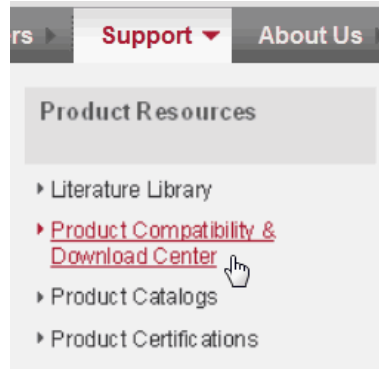 rs Support About Us
Product Resources
Literature Library
Product Compatibility &
Download Center
Product Catalogs
Product Certifications